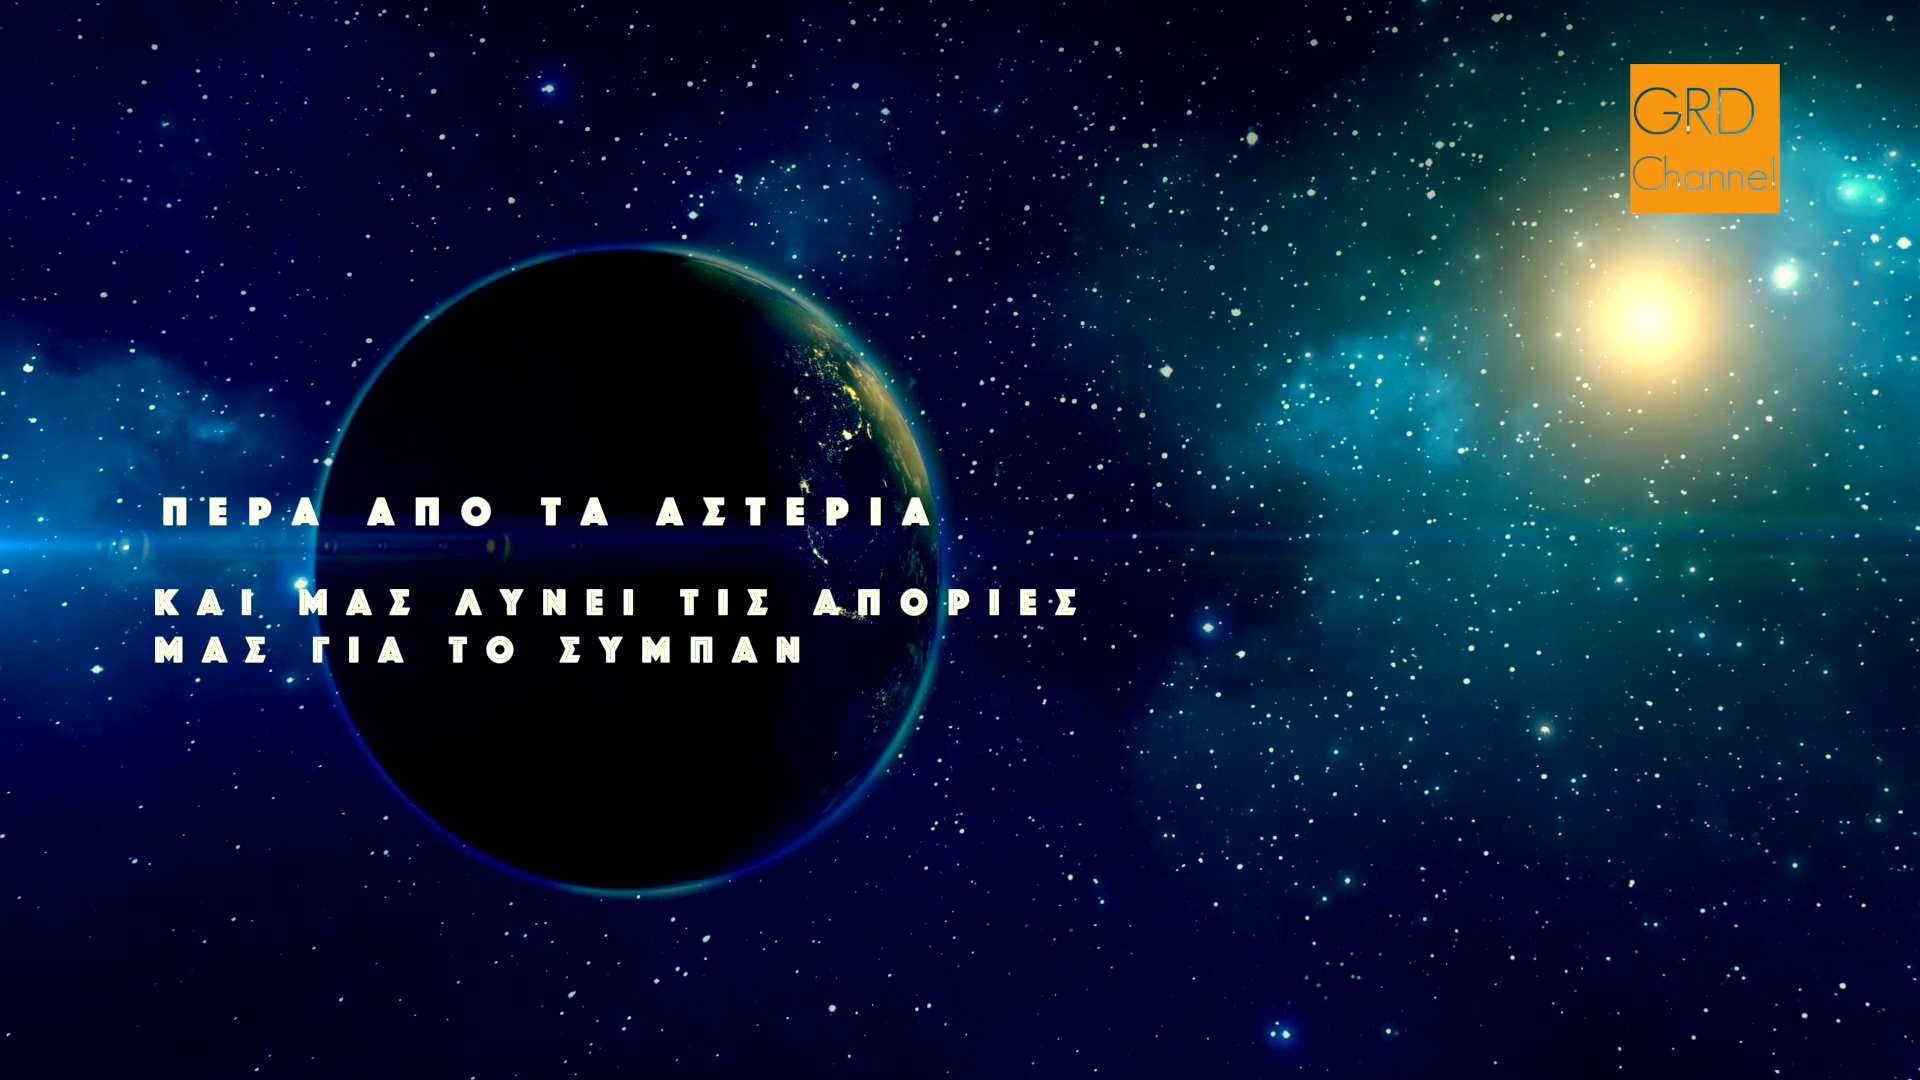 GRD
Channel
ΠΕΡΑ ΑΠΟ ΤΑ ΑΣΤΕΡΙΑ
ΚΑΙ ΜΑΣ ΛΥΝΕΙ ΤΙΣ ΑΠΟΡΙΕΣ
ΜΑΣ ΓΙΑ ΤΟ ΣΥΜΠΑΝ